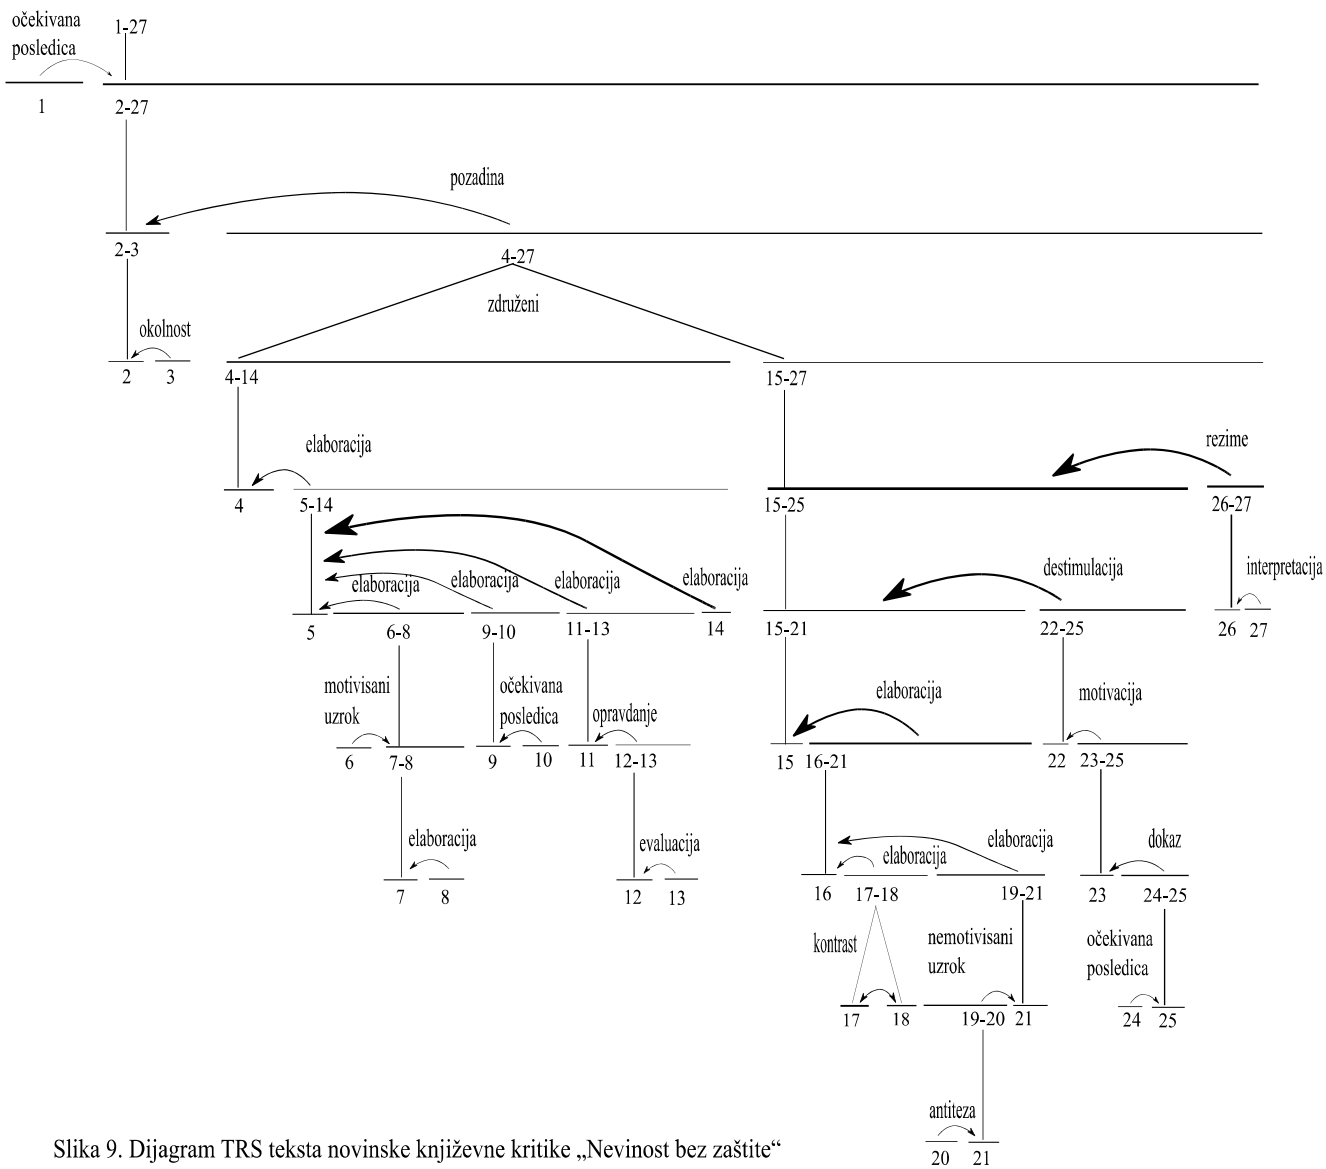 očekivana
posledica
1-27
1
2-27
pozadina
2-3
4-27
združeni
okolnost
2 3 4-14 15-27
elaboracija
rezime
4 5-14 15-25 26-27
elaboracija elaboracija elaboracija elaboracija destimulacija interpretacija
5 6-8 9-10 11-13 14 15-21 22-25 26 27
motivisani
uzrok
očekivana
posledica
opravdanje
elaboracija
motivacija
6 7-8 9 10 11 12-13 15 16-21 22 23-25
elaboracija evaluacija elaboracija elaboracija dokaz
7 8 12 13 16 17-18 19-21 23 24-25
kontrast
nemotivisani
uzrok
očekivana
posledica
17 18 19-20 21 24 25
antiteza
20 21
Slika 9. Dijagram TRS teksta novinske književne kritike „Nevinost bez zaštite“